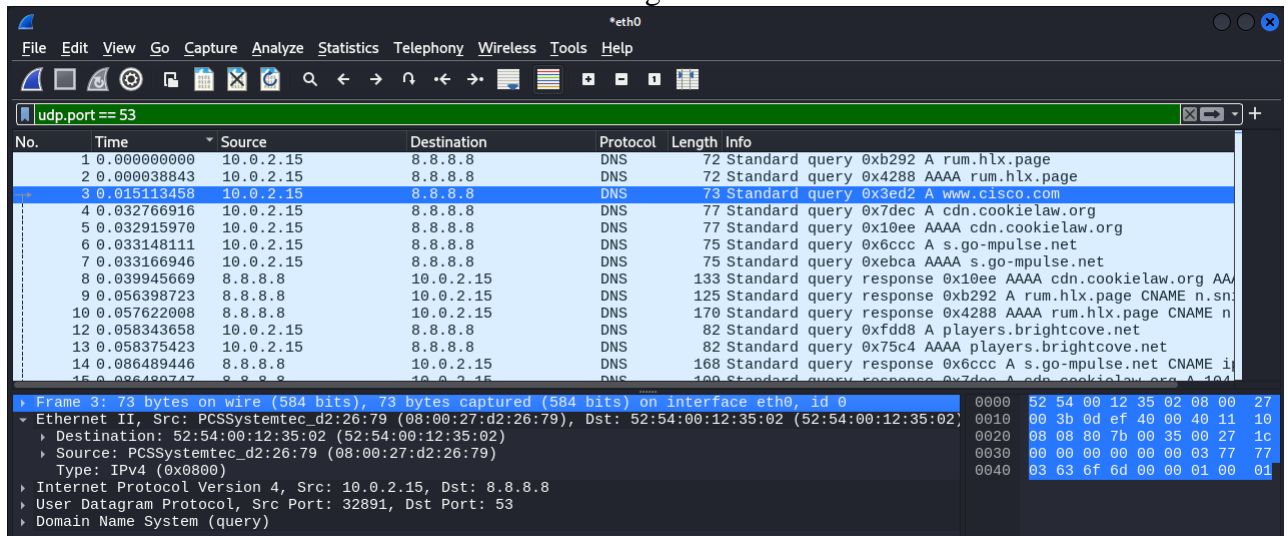 *eth0
File Edit View Go Capture Analyze Statistics Telephony Wireless Tools Help
udp.port == 53
No. Time Source Destination Protocol Length Info
1 0.000000000 10.0.2.15 8.8.8.8 DNS 72 Standard query 0xb292 A rum.hlx.page
2 0.000038843 10.0.2.15 8.8.8.8 DNS 72 Standard query 0x4288 AAAA rum.hlx.page
3 0.015113458 10.0.2.15 8.8.8.8 DNS 73 Standard query 0x3ed2 A www.cisco.com
4 0.032766916 10.0.2.15 8.8.8.8 DNS 77 Standard query 0x7dec A cdn.cookielaw.org
5 0.032915970 10.0.2.15 8.8.8.8 DNS 77 Standard query 0x10ee AAAA cdn.cookielaw.org
6 0.033148111 10.0.2.15 8.8.8.8 DNS 75 Standard query 0x6ccc A s.go-mpulse.net
7 0.033166946 10.0.2.15 8.8.8.8 DNS 75 Standard query 0xebca AAAA s.go-mpulse.net
8 0.039945669 8.8.8.8 10.0.2.15 DNS 133 Standard query response 0x10ee AAAA cdn.cookielaw.org
9 0.056398723 8.8.8.8 10.0.2.15 DNS 125 Standard query response 0xb292 A rum.hlx.page CNAME
10 0.057622008 8.8.8.8 10.0.2.15 DNS 170 Standard query response 0x4288 AAAA rum.hlx.page CNAME n
12 0.058343658 10.0.2.15 8.8.8.8 DNS 82 Standard query 0xfdd8 A players.brightcove.net
13 0.058375423 10.0.2.15 8.8.8.8 DNS 82 Standard query 0x75c4 AAAA players.brightcove.net
14 0.086489446 8.8.8.8 10.0.2.15 DNS 168 Standard query response 0x6ccc A s.go-mpulse.net CNAME
15 0.086489747 8.8.8.8 10.0.2.15 DNS 109 Standard query response 0x7dec A cdn.cookielaw.org A 104
Frame 3: 73 bytes on wire (584 bits), 73 bytes captured (584 bits) on interface eth0, id 0
Ethernet II, Src: PCSSystemtec_d2:26:79 (08:00:27:d2:26:79), Dst: 52:54:00:12:35:02 (52:54:00:12:35:02)
Destination: 52:54:00:12:35:02 (52:54:00:12:35:02)
Source: PCSSystemtec_d2:26:79 (08:00:27:d2:26:79)
Type: IPv4 (0x0800)
Internet Protocol Version 4, Src: 10.0.2.15, Dst: 8.8.8.8
User Datagram Protocol, Src Port: 32891, Dst Port: 53
Domain Name System (query)
0000 52 54 00 12 35 02 08 00 27
0010 00 3b 0d ef 40 00 40 11 10
0020 08 08 80 7b 00 35 00 27 1c
0030 00 00 00 00 00 00 03 77 77
0040 03 63 6f 6d 00 00 01 00 01